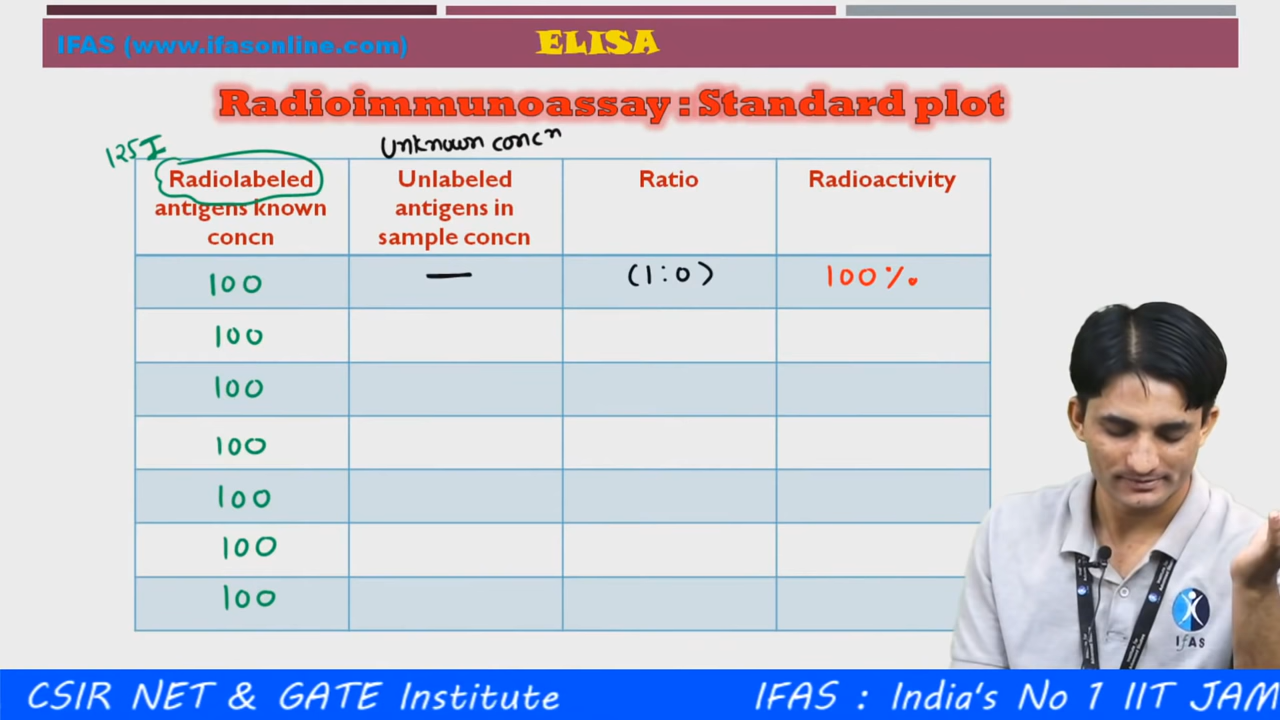 IFAS (www.ifasonline.com)
ELISA
Radioimmunoassay : Standard plot
125I
Unknown concn
Radiolabeled antigens known concn
Unlabeled antigens in sample concn
Ratio
Radioactivity
100 — (1:0) 100%
100
100
100
100
100
100
IFAS
CSIR NET & GATE Institute
IFAS : India's No 1 IIT JAM